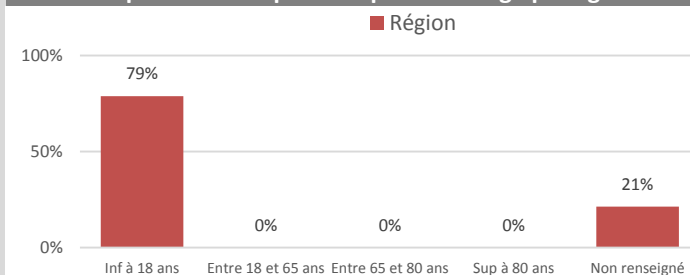 Région
100%
79%
50%
21%
0% 0% 0%
0%
Inf à 18 ans Entre 18 et 65 ans Entre 65 et 80 ans Sup à 80 ans Non renseigné